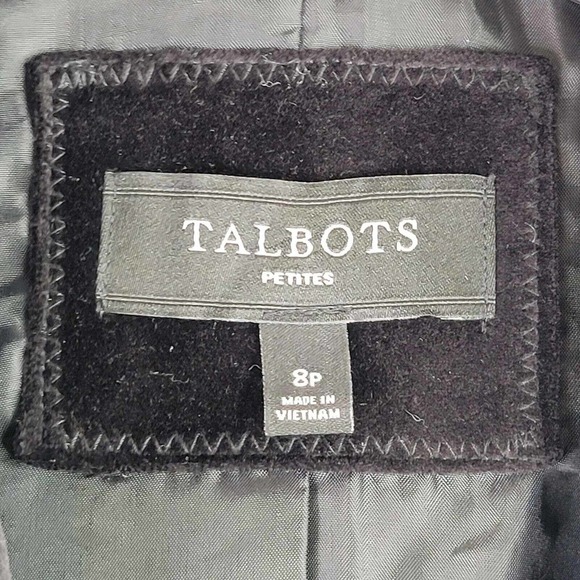 TALBOTS
PETITES
8P
MADE IN
VIETNAM